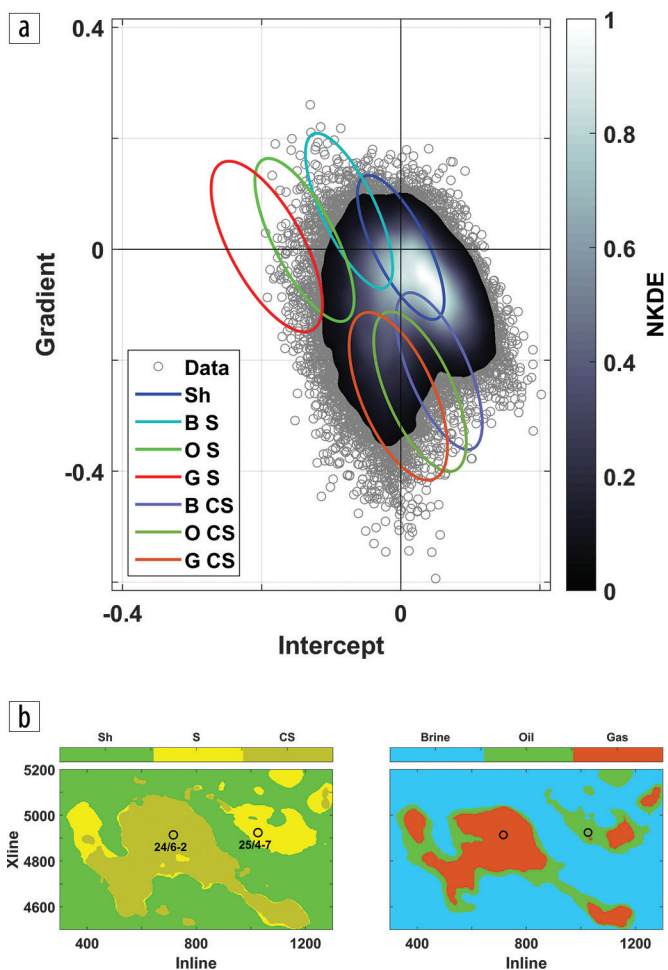 a
0.4
0
-0.4
Gradient
-0.4
0
Intercept
Data
Sh
B S
O S
G S
B CS
O CS
G CS
1
0.8
0.6
0.4
0.2
0
NKDE
b
Sh S CS
5200
5000
4800
4600
Xline
24/6-2
25/4-7
400 800 1200
Inline
Brine Oil Gas
400 800 1200
Inline